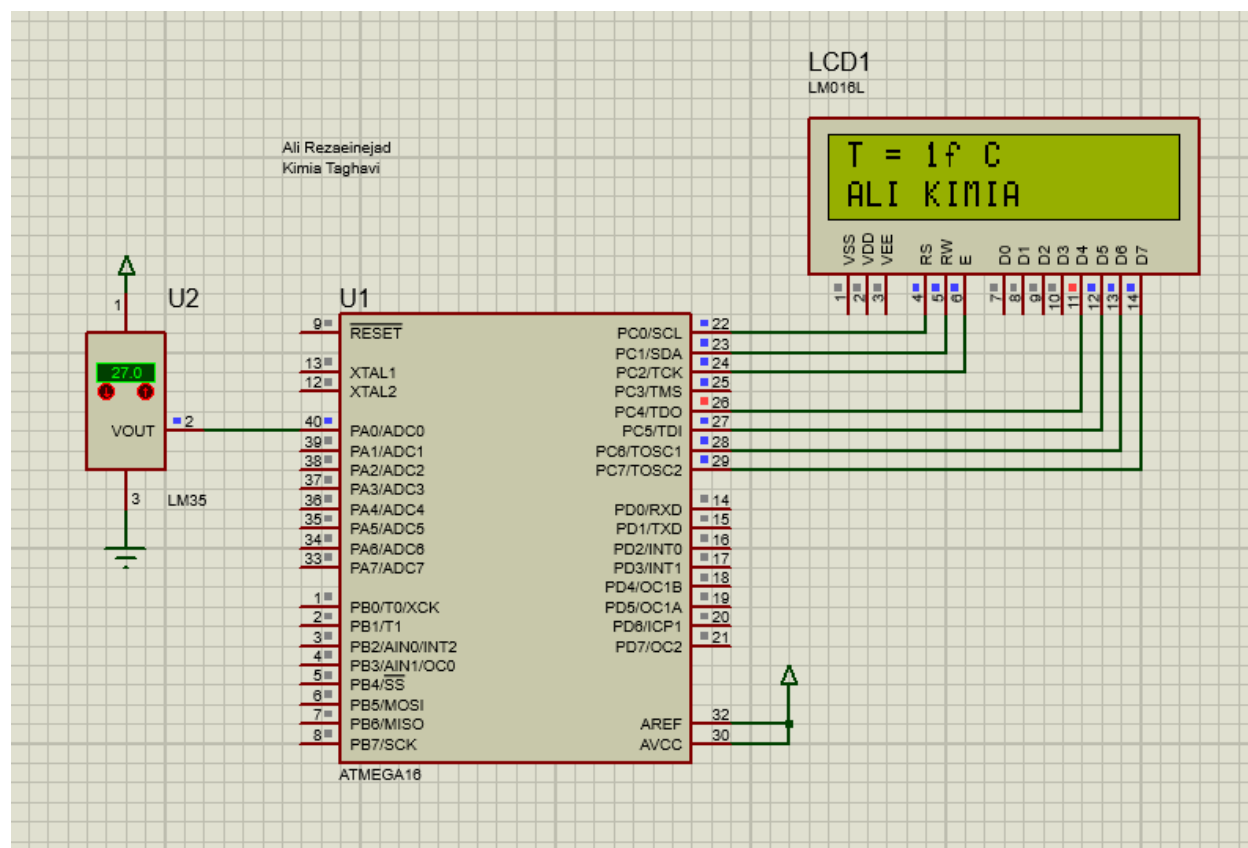 LCD1
LM016L
Ali Rezaeinejad
Kimia Taghavi
T = 1f C
ALI KIMIA
VSS
VDD
VEE
RS
RW
E
D0
D1
D2
D3
D4
D5
D6
D7
1
2
3
4
5
6
7
8
9
10
11
12
13
14
U2
1
27.0
VOUT
2
3
LM35
U1
9 RESET
13 XTAL1
12 XTAL2
40 PA0/ADC0
39 PA1/ADC1
38 PA2/ADC2
37 PA3/ADC3
36 PA4/ADC4
35 PA5/ADC5
34 PA6/ADC6
33 PA7/ADC7
1 PB0/T0/XCK
2 PB1/T1
3 PB2/AIN0/INT2
4 PB3/AIN1/OC0
5 PB4/SS
6 PB5/MOSI
7 PB6/MISO
8 PB7/SCK
PC0/SCL 22
PC1/SDA 23
PC2/TCK 24
PC3/TMS 25
PC4/TDO 26
PC5/TDI 27
PC6/TOSC1 28
PC7/TOSC2 29
PD0/RXD 14
PD1/TXD 15
PD2/INT0 16
PD3/INT1 17
PD4/OC1B 18
PD5/OC1A 19
PD6/ICP1 20
PD7/OC2 21
AREF 32
AVCC 30
ATMEGA16